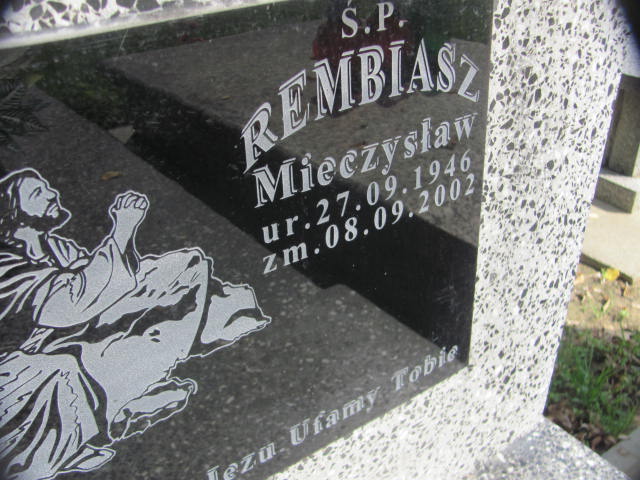 Ś.P.
REMBIASZ
Mieczysław
ur.27.09.1946
zm.08.09.2002
Jezu Ufamy Tobie